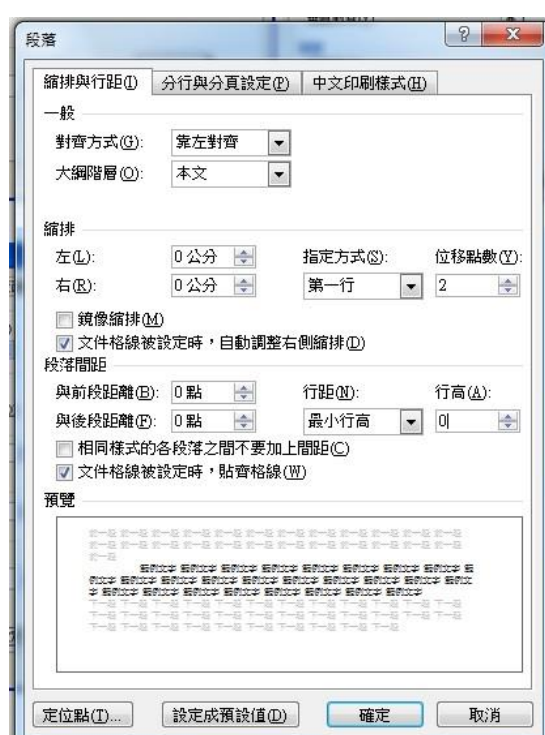 段落
縮排與行距(I) 分行與分頁設定(P) 中文印刷樣式(H)
一般
對齊方式(G): 靠左對齊
大綱階層(O): 本文
縮排
左(L): 0 公分 指定方式(S): 位移點數(Y):
右(R): 0 公分 第一行 2
鏡像縮排(M)
文件格線被設定時，自動調整右側縮排(D)
段落間距
與前段距離(B): 0 點 行距(N): 行高(A):
與後段距離(F): 0 點 最小行高 0
相同樣式的各段落之間不要加上間距(C)
文件格線被設定時，貼齊格線(W)
預覽
定位點(T)... 設定成預設值(D) 確定 取消